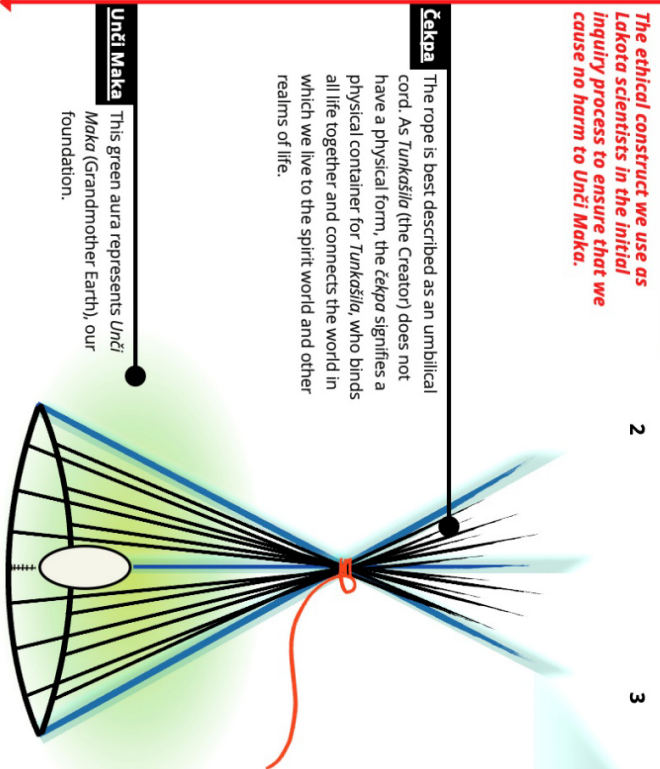 The ethical construct we use as
Lakota scientists in the initial
inquiry process to ensure that we
cause no harm to Unči Maka.
2
3
Čekpa
The rope is best described as an umbilical
cord. As Tunkašila (the Creator) does not
have a physical form, the čekpa signifies a
physical container for Tunkašila, who binds
all life together and connects the world in
which we live to the spirit world and other
realms of life.
Unči Maka
This green aura represents Unči
Maka (Grandmother Earth), our
foundation.